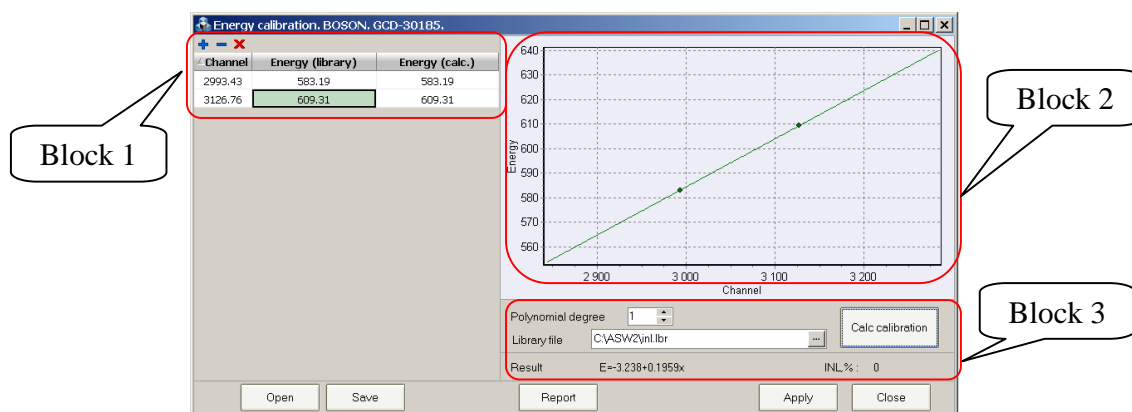 Energy calibration. BOSON. GCD-30185.
Channel Energy (library) Energy (calc.)
2993.43 583.19 583.19
3126.76 609.31 609.31
Block 1
640
630
620
610
600
590
580
570
560
Energy
2 900 3 000 3 100 3 200
Channel
Block 2
Polynomial degree 1
Library file C:\ASW2\inl.lbr ...
Calc calibration
Result E=-3.238+0.1959x INL,% : 0
Block 3
Open Save Report Apply Close